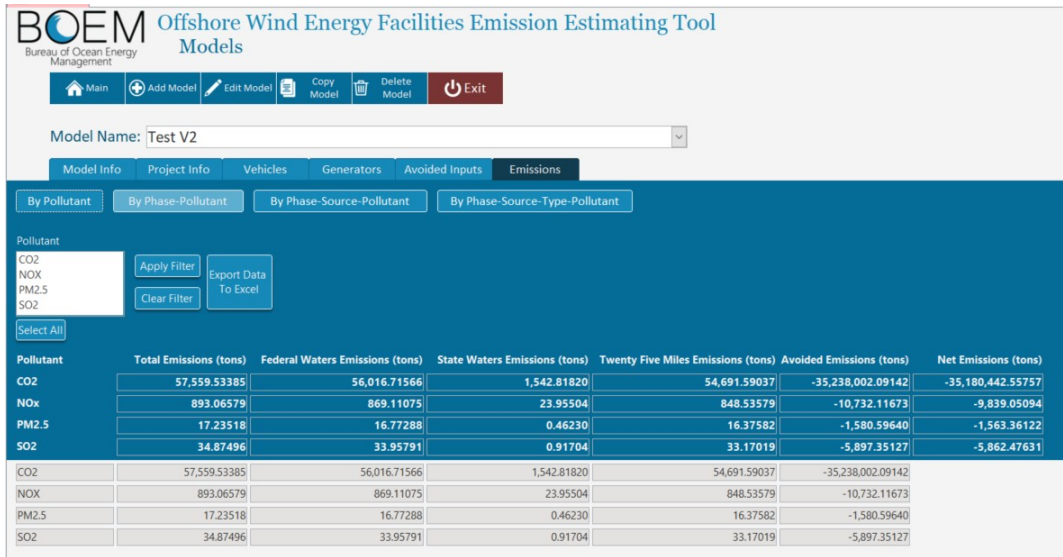 BOEM
Bureau of Ocean Energy
Management
Offshore Wind Energy Facilities Emission Estimating Tool
Models
Main Add Model Edit Model Copy Model Delete Model Exit
Model Name: Test V2
Model Info Project Info Vehicles Generators Avoided Inputs Emissions
By Pollutant By Phase-Pollutant By Phase-Source-Pollutant By Phase-Source-Type-Pollutant
Pollutant
CO2
NOX
PM2.5
SO2
Apply Filter
Clear Filter
Export Data
To Excel
Select All
Pollutant Total Emissions (tons) Federal Waters Emissions (tons) State Waters Emissions (tons) Twenty Five Miles Emissions (tons) Avoided Emissions (tons) Net Emissions (tons)
CO2 57,559.53385 56,016.71566 1,542.81820 54,691.59037 -35,238,002.09142 -35,180,442.55757
NOx 893.06579 869.11075 23.95504 848.53579 -10,732.11673 -9,839.05094
PM2.5 17.23518 16.77288 0.46230 16.37582 -1,580.59640 -1,563.36122
SO2 34.87496 33.95791 0.91704 33.17019 -5,897.35127 -5,862.47631
CO2 57,559.53385 56,016.71566 1,542.81820 54,691.59037 -35,238,002.09142
NOX 893.06579 869.11075 23.95504 848.53579 -10,732.11673
PM2.5 17.23518 16.77288 0.46230 16.37582 -1,580.59640
SO2 34.87496 33.95791 0.91704 33.17019 -5,897.35127